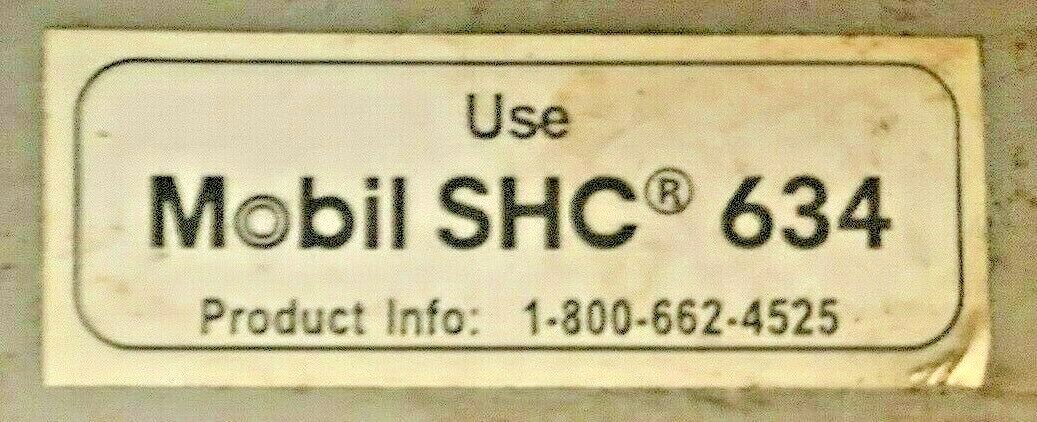 Use
Mobil SHC® 634
Product Info: 1-800-662-4525